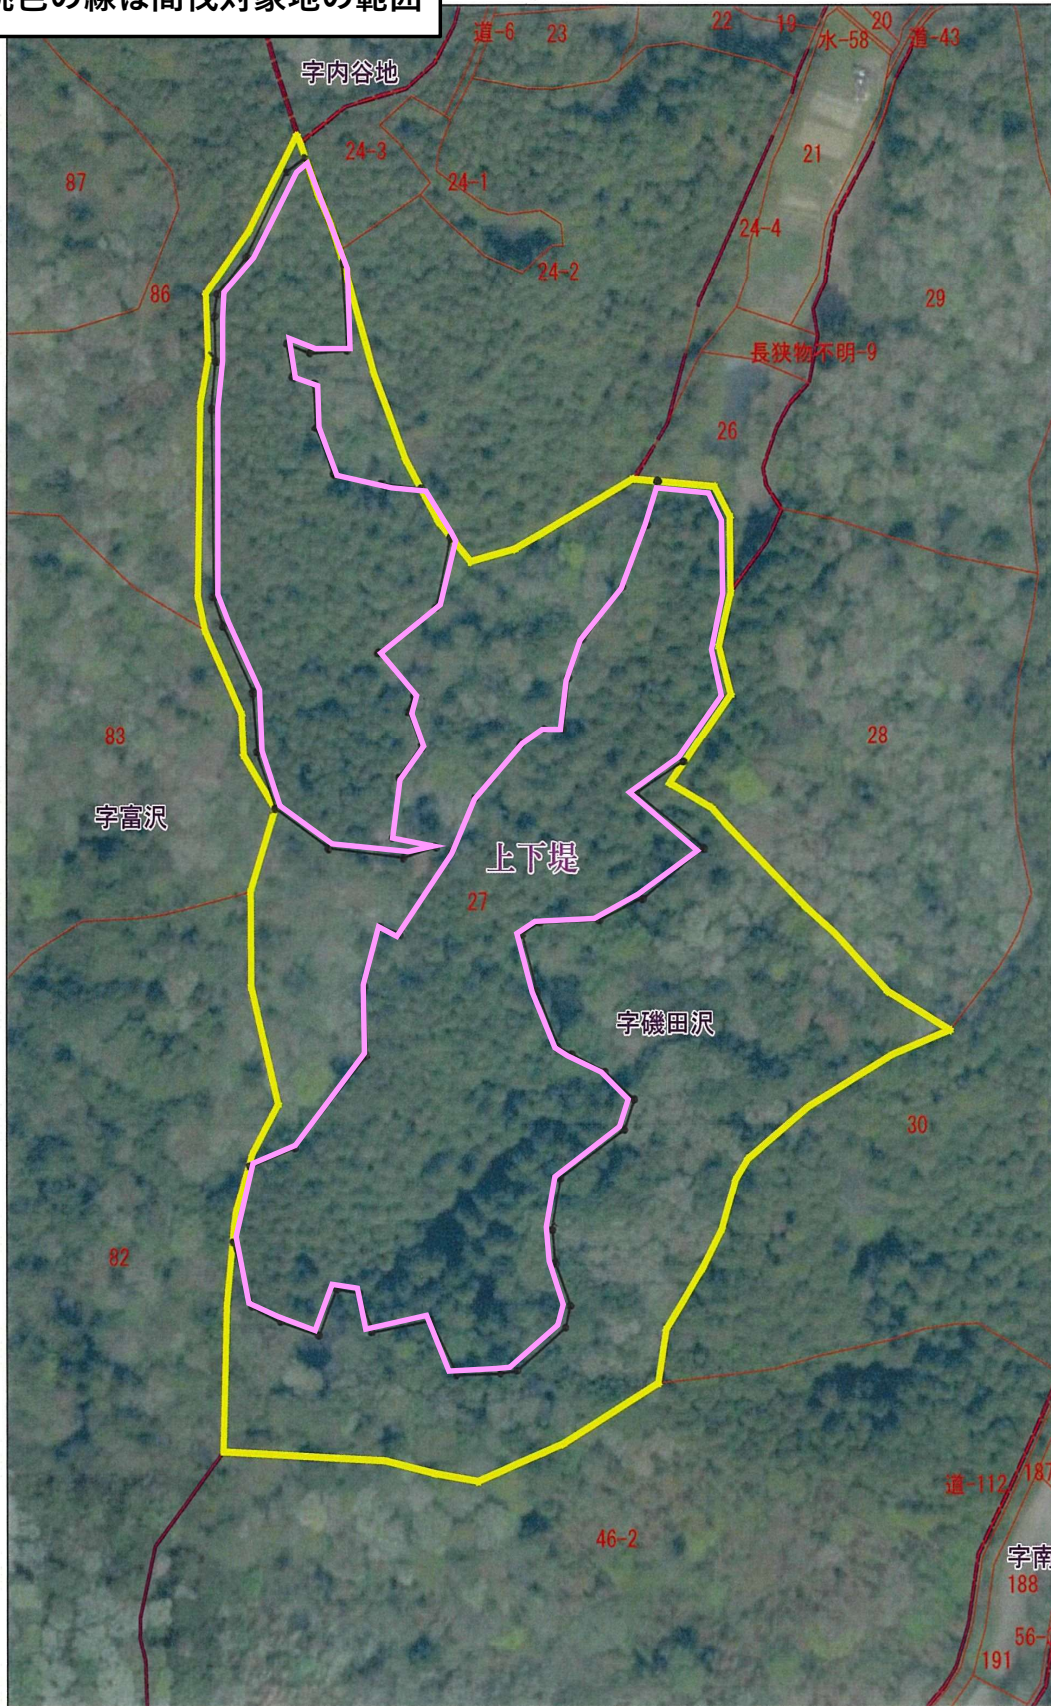 色の線は間伐対象地の範囲
道-6
23
22
19
水-58
20
道-43
字内谷地
24-3
21
87
24-1
24-4
24-2
86
29
長狭物不明-9
26
83
28
字富沢
上下堤
27
字磯田沢
30
82
道-112
187
46-2
字南
188
56-
191